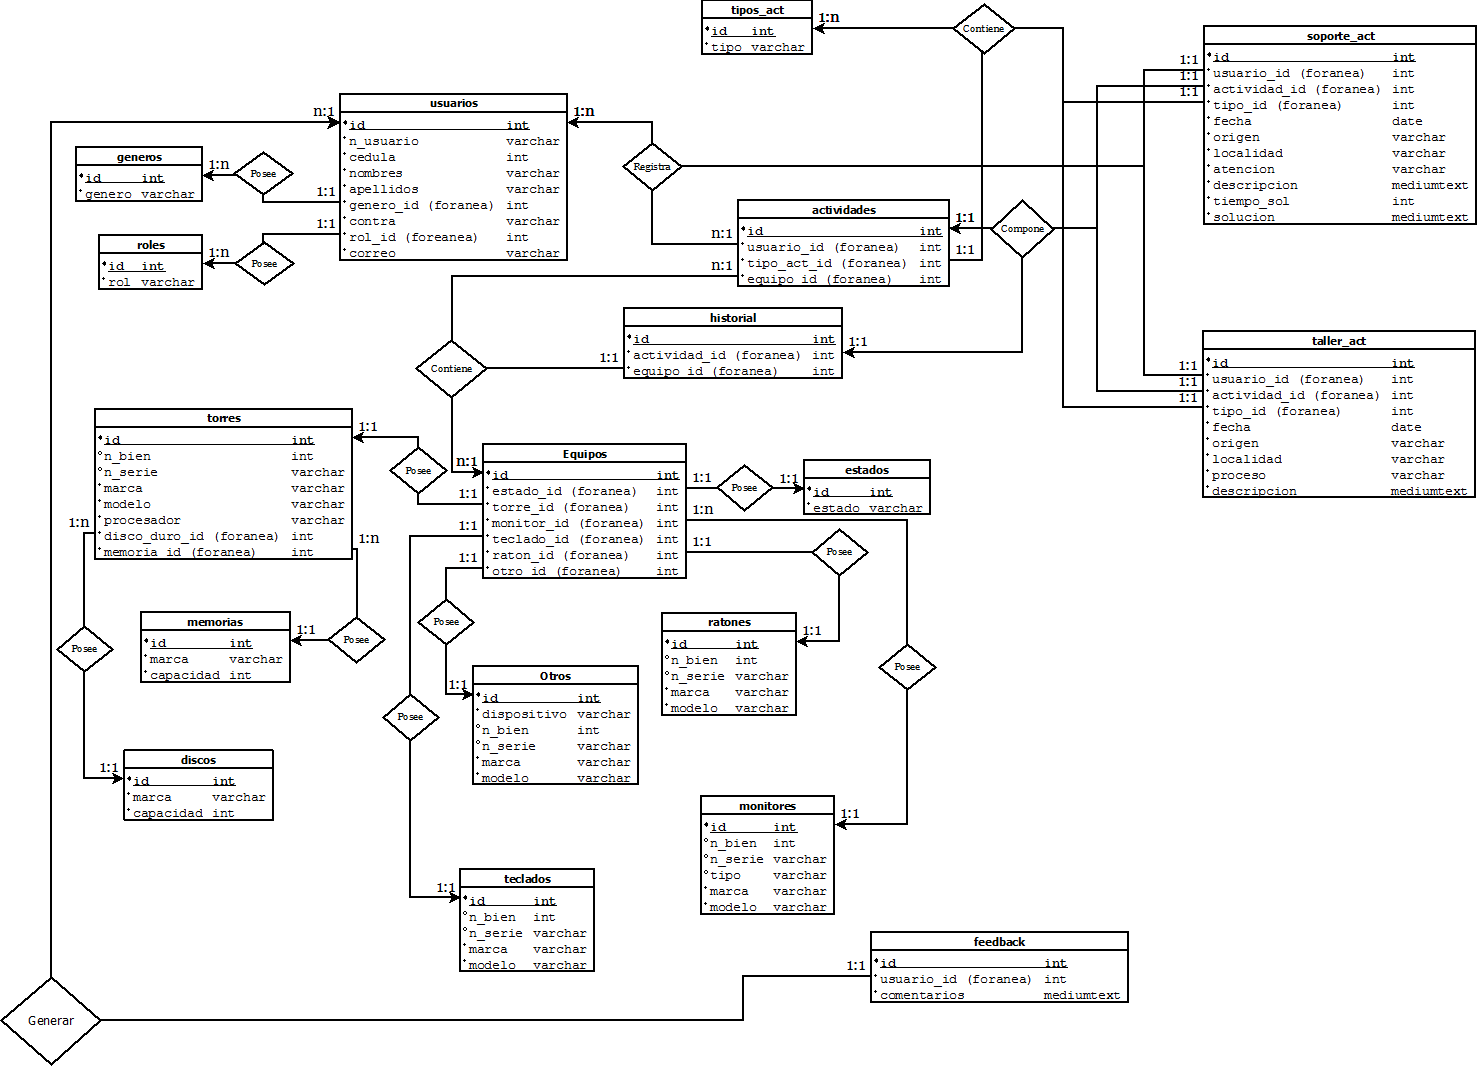 tipos_act
id int
tipo varchar
1:n
Contiene
soporte_act
id int
usuario_id (foranea) int
actividad_id (foranea) int
tipo_id (foranea) int
fecha date
origen varchar
localidad varchar
atencion varchar
descripcion mediumtext
tiempo_sol int
solucion mediumtext
1:1
1:1
1:1
usuarios
id int
n_usuario varchar
cedula int
nombres varchar
apellidos varchar
genero_id (foranea) int
contra varchar
rol_id (foreanea) int
correo varchar
n:1
1:n
1:1
1:1
generos
id int
genero varchar
1:n
Posee
roles
id int
rol varchar
1:n
Posee
Registra
actividades
id int
usuario_id (foranea) int
tipo_act_id (foranea) int
equipo_id (foranea) int
n:1
n:1
1:1
1:1
Compone
historial
id int
actividad_id (foranea) int
equipo_id (foranea) int
1:1
1:1
Contiene
taller_act
id int
usuario_id (foranea) int
actividad_id (foranea) int
tipo_id (foranea) int
fecha date
origen varchar
localidad varchar
proceso varchar
descripcion mediumtext
1:1
1:1
1:1
torres
id int
n_bien int
n_serie varchar
marca varchar
modelo varchar
procesador varchar
disco_duro_id (foranea) int
memoria_id (foranea) int
1:1
1:n
1:n
Posee
Equipos
id int
estado_id (foranea) int
torre_id (foranea) int
monitor_id (foranea) int
teclado_id (foranea) int
raton_id (foranea) int
otro_id (foranea) int
n:1
1:1
1:1
1:1
1:1
1:n
1:1
Posee
1:1
estados
id int
estado varchar
Posee
memorias
id int
marca varchar
capacidad int
1:1
Posee
Posee
Posee
ratones
id int
n_bien int
n_serie varchar
marca varchar
modelo varchar
1:1
Posee
Otros
id int
dispositivo varchar
n_bien int
n_serie varchar
marca varchar
modelo varchar
1:1
Posee
discos
id int
marca varchar
capacidad int
1:1
monitores
id int
n_bien int
n_serie varchar
tipo varchar
marca varchar
modelo varchar
1:1
teclados
id int
n_bien int
n_serie varchar
marca varchar
modelo varchar
1:1
feedback
id int
usuario_id (foranea) int
comentarios mediumtext
1:1
Generar